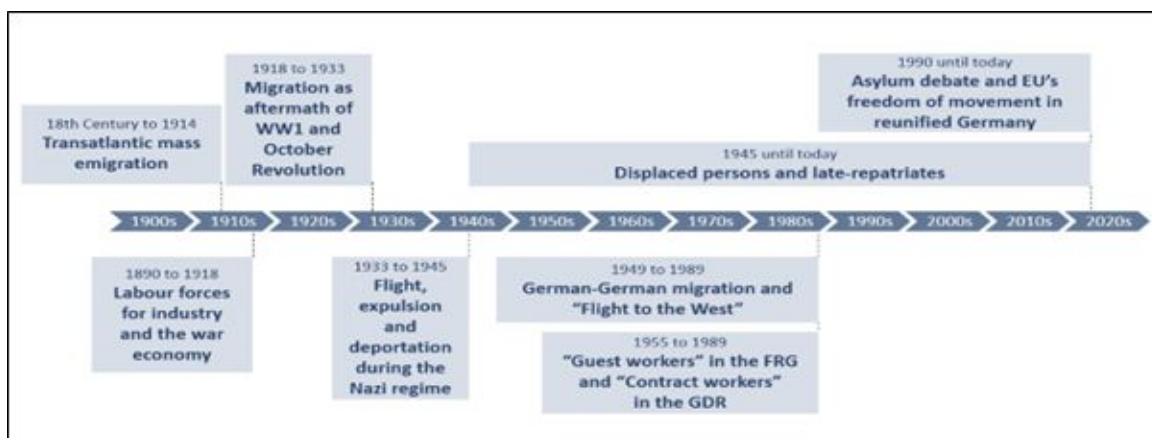 18th Century to 1914
Transatlantic mass
emigration
1918 to 1933
Migration as
aftermath of
WW1 and
October
Revolution
1990 until today
Asylum debate and EU's
freedom of movement in
reunified Germany
1945 until today
Displaced persons and late-repatriates
1900s 1910s 1920s 1930s 1940s 1950s 1960s 1970s 1980s 1990s 2000s 2010s 2020s
1890 to 1918
Labour forces
for industry
and the war
economy
1933 to 1945
Flight,
expulsion
and
deportation
during the
Nazi regime
1949 to 1989
German-German migration and
"Flight to the West"
1955 to 1989
"Guest workers" in the FRG
and "Contract workers"
in the GDR